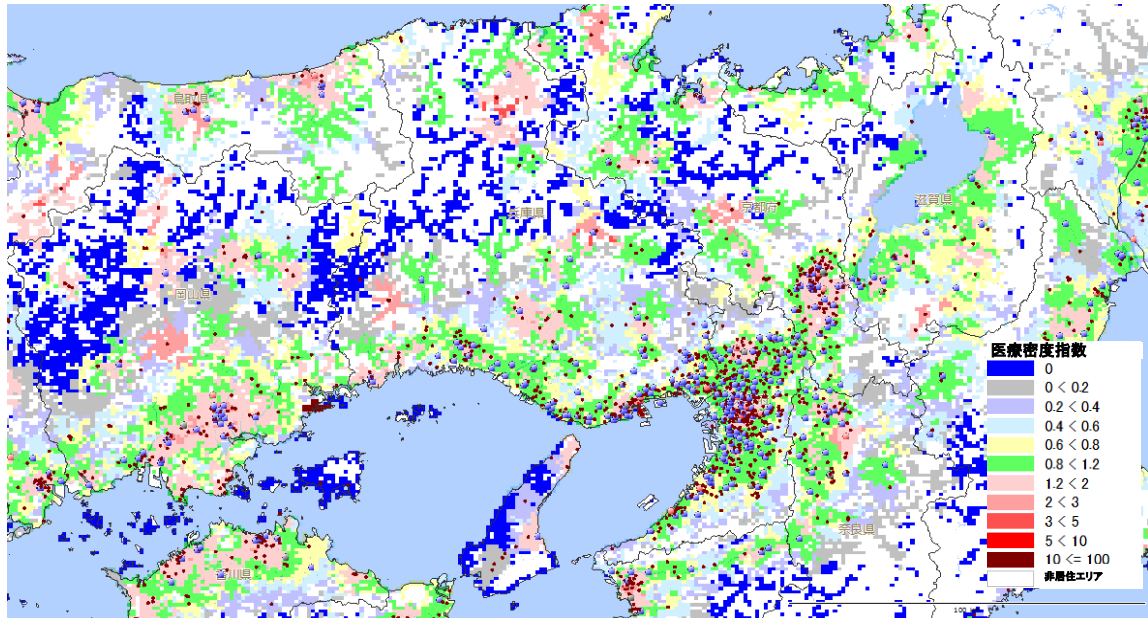 鳥取県
兵庫県
京都府
滋賀県
岡山県
奈良県
香川県
医療密度指数
0
0 < 0.2
0.2 < 0.4
0.4 < 0.6
0.6 < 0.8
0.8 < 1.2
1.2 < 2
2 < 3
3 < 5
5 < 10
10 <= 100
非居住エリア